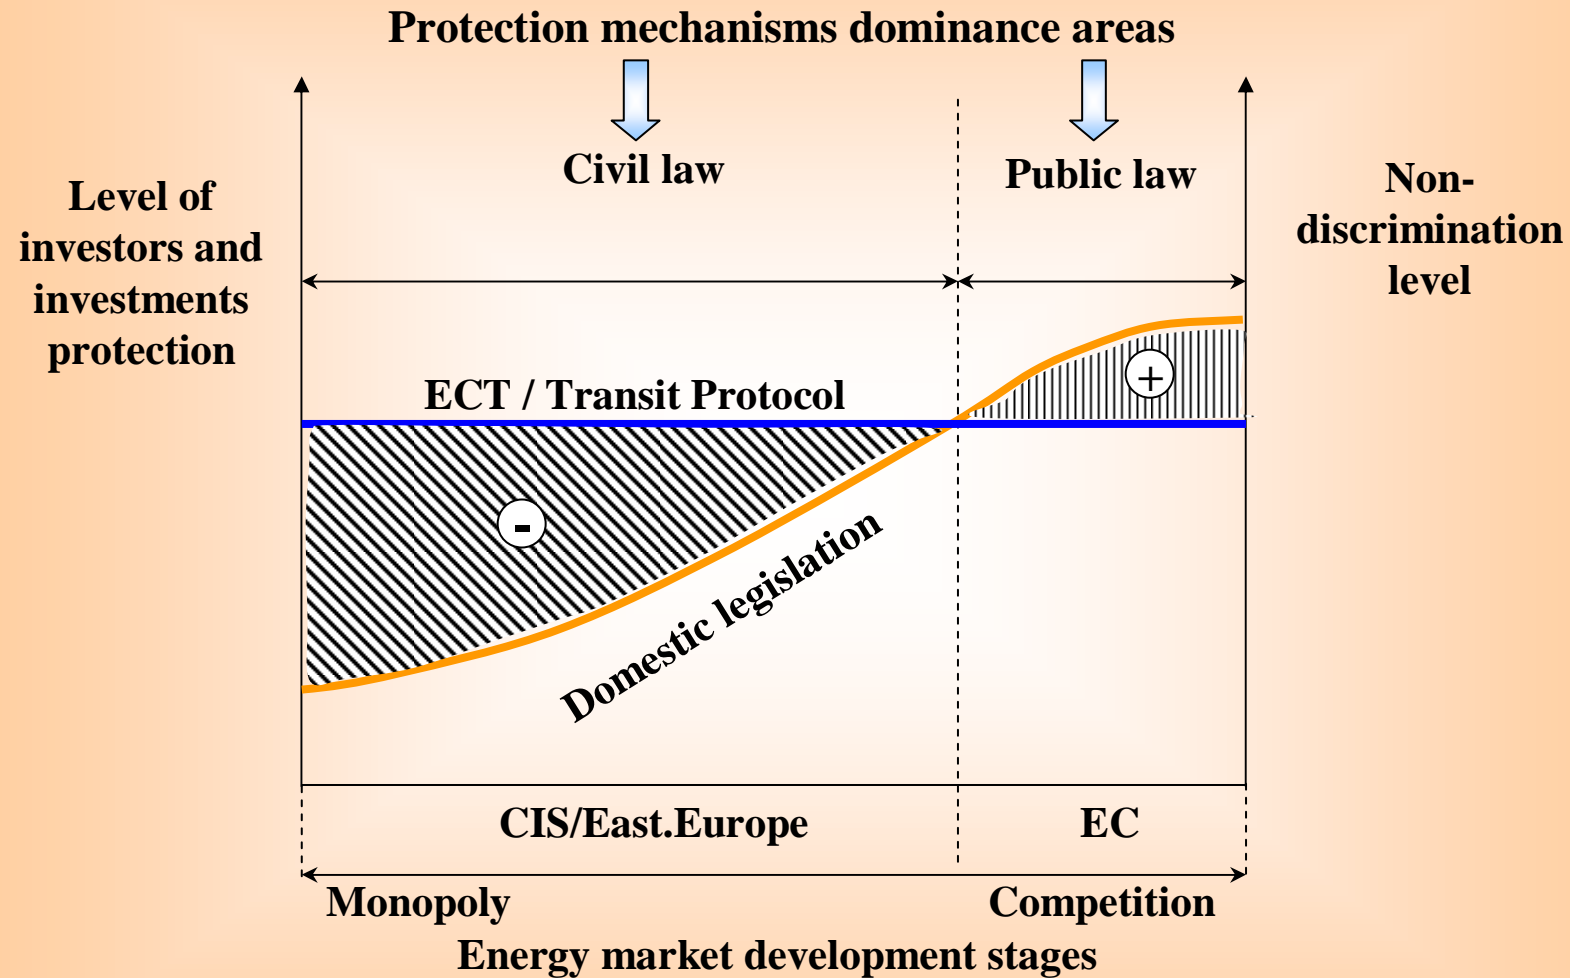 Protection mechanisms dominance areas
Civil law
Public law
Level of
investors and
investments
protection
Non-
discrimination
level
ECT / Transit Protocol
+
-
Domestic legislation
CIS/East.Europe
EC
Monopoly
Competition
Energy market development stages